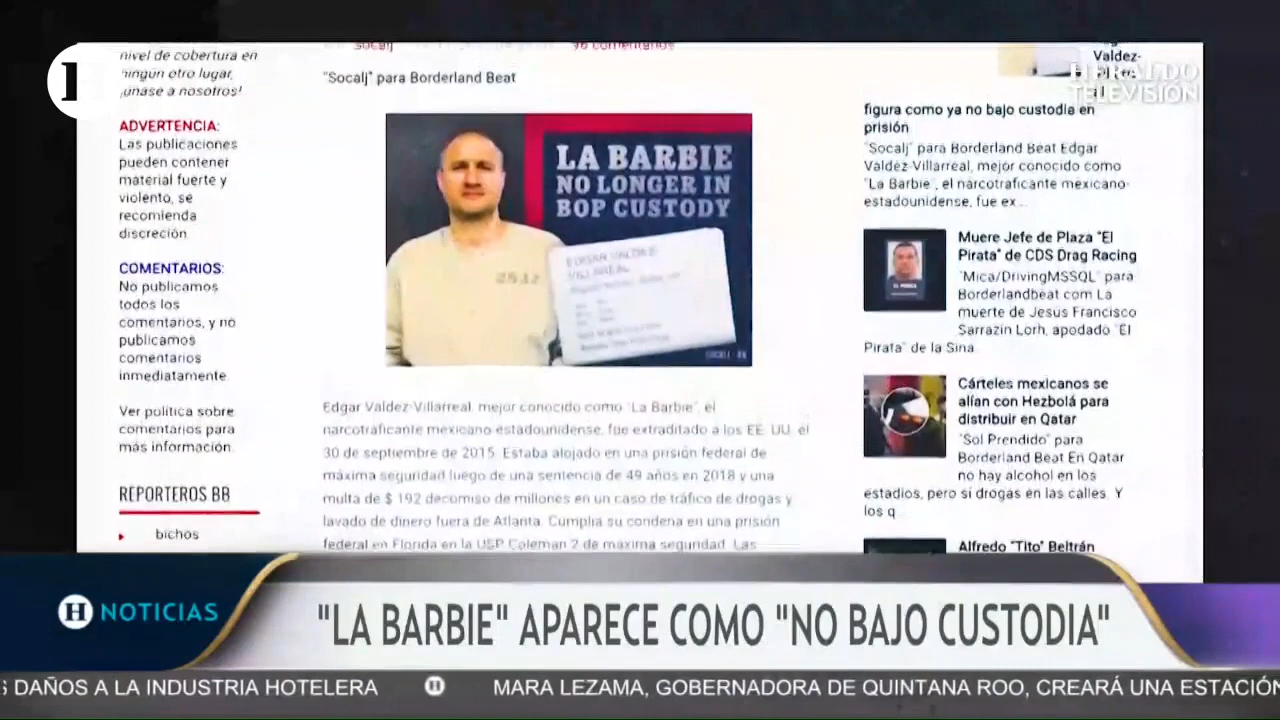 nivel de cobertura en
ningún otro lugar,
¡únase a nosotros!
ADVERTENCIA:
Las publicaciones
pueden contener
material fuerte y
violento, se
recomienda
discreción.
COMENTARIOS:
No publicamos
todos los
comentarios, y no
publicamos
comentarios
inmediatamente.
Ver política sobre
comentarios para
más información.
REPORTEROS BB
bichos
socalj
96 comentarios
"Socalj" para Borderland Beat
LA BARBIE
NO LONGER IN
BOP CUSTODY
EDGAR VALDEZ
VILLAREAL
Edgar Valdez-Villarreal, mejor conocido como "La Barbie", el
narcotraficante mexicano estadounidense, fue extraditado a los EE. UU. el
30 de septiembre de 2015. Estaba alojado en una prisión federal de
máxima seguridad luego de una sentencia de 49 años en 2018 y una
multa de $ 192 decomiso de millones en un caso de tráfico de drogas y
lavado de dinero fuera de Atlanta. Cumplía su condena en una prisión
federal en Florida en la USP Coleman 2 de máxima seguridad. Las
Valdez-
HERALDO
TELEVISIÓN
figura como ya no bajo custodia en
prisión
"Socalj" para Borderland Beat Edgar
Valdez-Villarreal, mejor conocido como
"La Barbie", el narcotraficante mexicano-
estadounidense, fue ex...
Muere Jefe de Plaza "El
Pirata" de CDS Drag Racing
"Mica/DrivingMSSQL" para
Borderlandbeat.com La
muerte de Jesus Francisco
Sarrazin Lorh, apodado "El
Pirata" de la Sina...
Cárteles mexicanos se
alían con Hezbolá para
distribuir en Qatar
"Sol Prendido" para
Borderland Beat En Qatar
no hay alcohol en los
estadios, pero sí drogas en las calles. Y
los q...
Alfredo "Tito" Beltrán
H NOTICIAS
"LA BARBIE" APARECE COMO "NO BAJO CUSTODIA"
S DAÑOS A LA INDUSTRIA HOTELERA H MARA LEZAMA, GOBERNADORA DE QUINTANA ROO, CREARÁ UNA ESTACIÓN